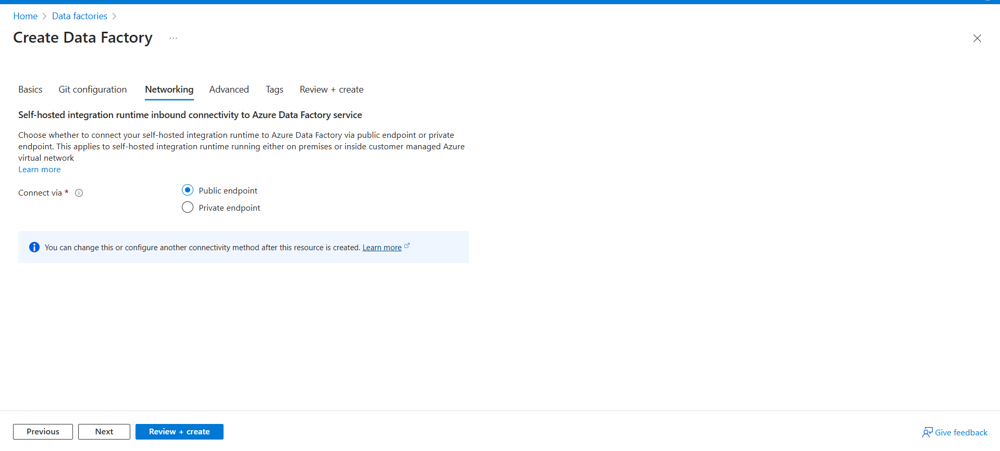 Home
Data factories
Create Data Factory
...
Basics
Git configuration
Networking
Advanced
Tags
Review + create
Self-hosted integration runtime inbound connectivity to Azure Data Factory service
Choose whether to connect your self-hosted integration runtime to Azure Data Factory via public endpoint or private
endpoint. This applies to self-hosted integration runtime running either on premises or inside customer managed Azure
virtual network
Learn more
Connect via *
Public endpoint
Private endpoint
You can change this or configure another connectivity method after this resource is created. Learn more
Previous
Next
Review + create
Give feedback